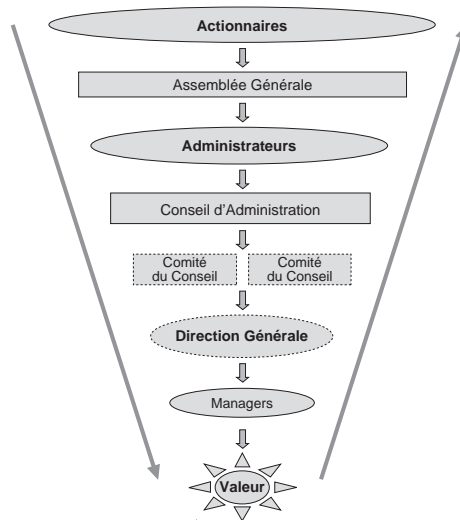 Actionnaires
Assemblée Générale
Administrateurs
Conseil d'Administration
Comité
du Conseil
Comité
du Conseil
Direction Générale
Managers
Valeur